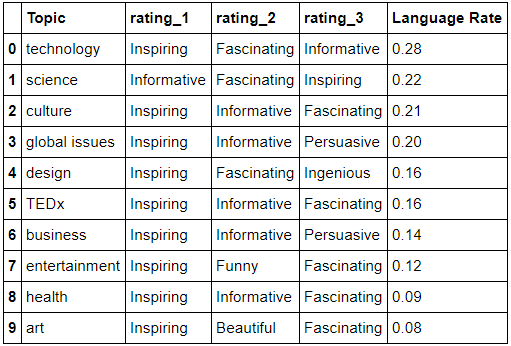 Topic rating_1 rating_2 rating_3 Language Rate
0 technology Inspiring Fascinating Informative 0.28
1 science Informative Fascinating Inspiring 0.22
2 culture Inspiring Informative Fascinating 0.21
3 global issues Inspiring Informative Persuasive 0.20
4 design Inspiring Fascinating Ingenious 0.16
5 TEDx Inspiring Informative Fascinating 0.16
6 business Inspiring Informative Persuasive 0.14
7 entertainment Inspiring Funny Fascinating 0.12
8 health Inspiring Informative Fascinating 0.09
9 art Inspiring Beautiful Fascinating 0.08